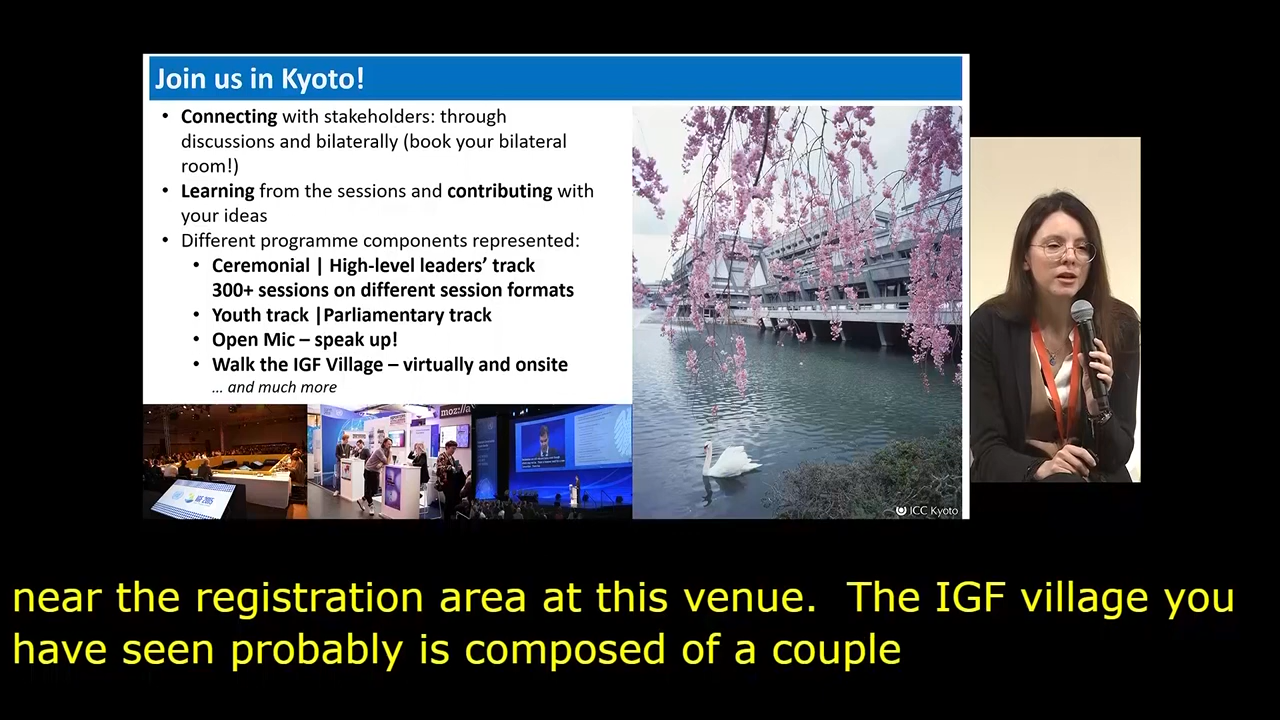 Join us in Kyoto!
• Connecting with stakeholders: through
discussions and bilaterally (book your bilateral
room!)
• Learning from the sessions and contributing with
your ideas
• Different programme components represented:
• Ceremonial | High-level leaders’ track
300+ sessions on different session formats
• Youth track |Parliamentary track
• Open Mic – speak up!
• Walk the IGF Village – virtually and onsite
... and much more
moz://a
IGF 2015
ICC Kyoto
near the registration area at this venue.  The IGF village you
have seen probably is composed of a couple